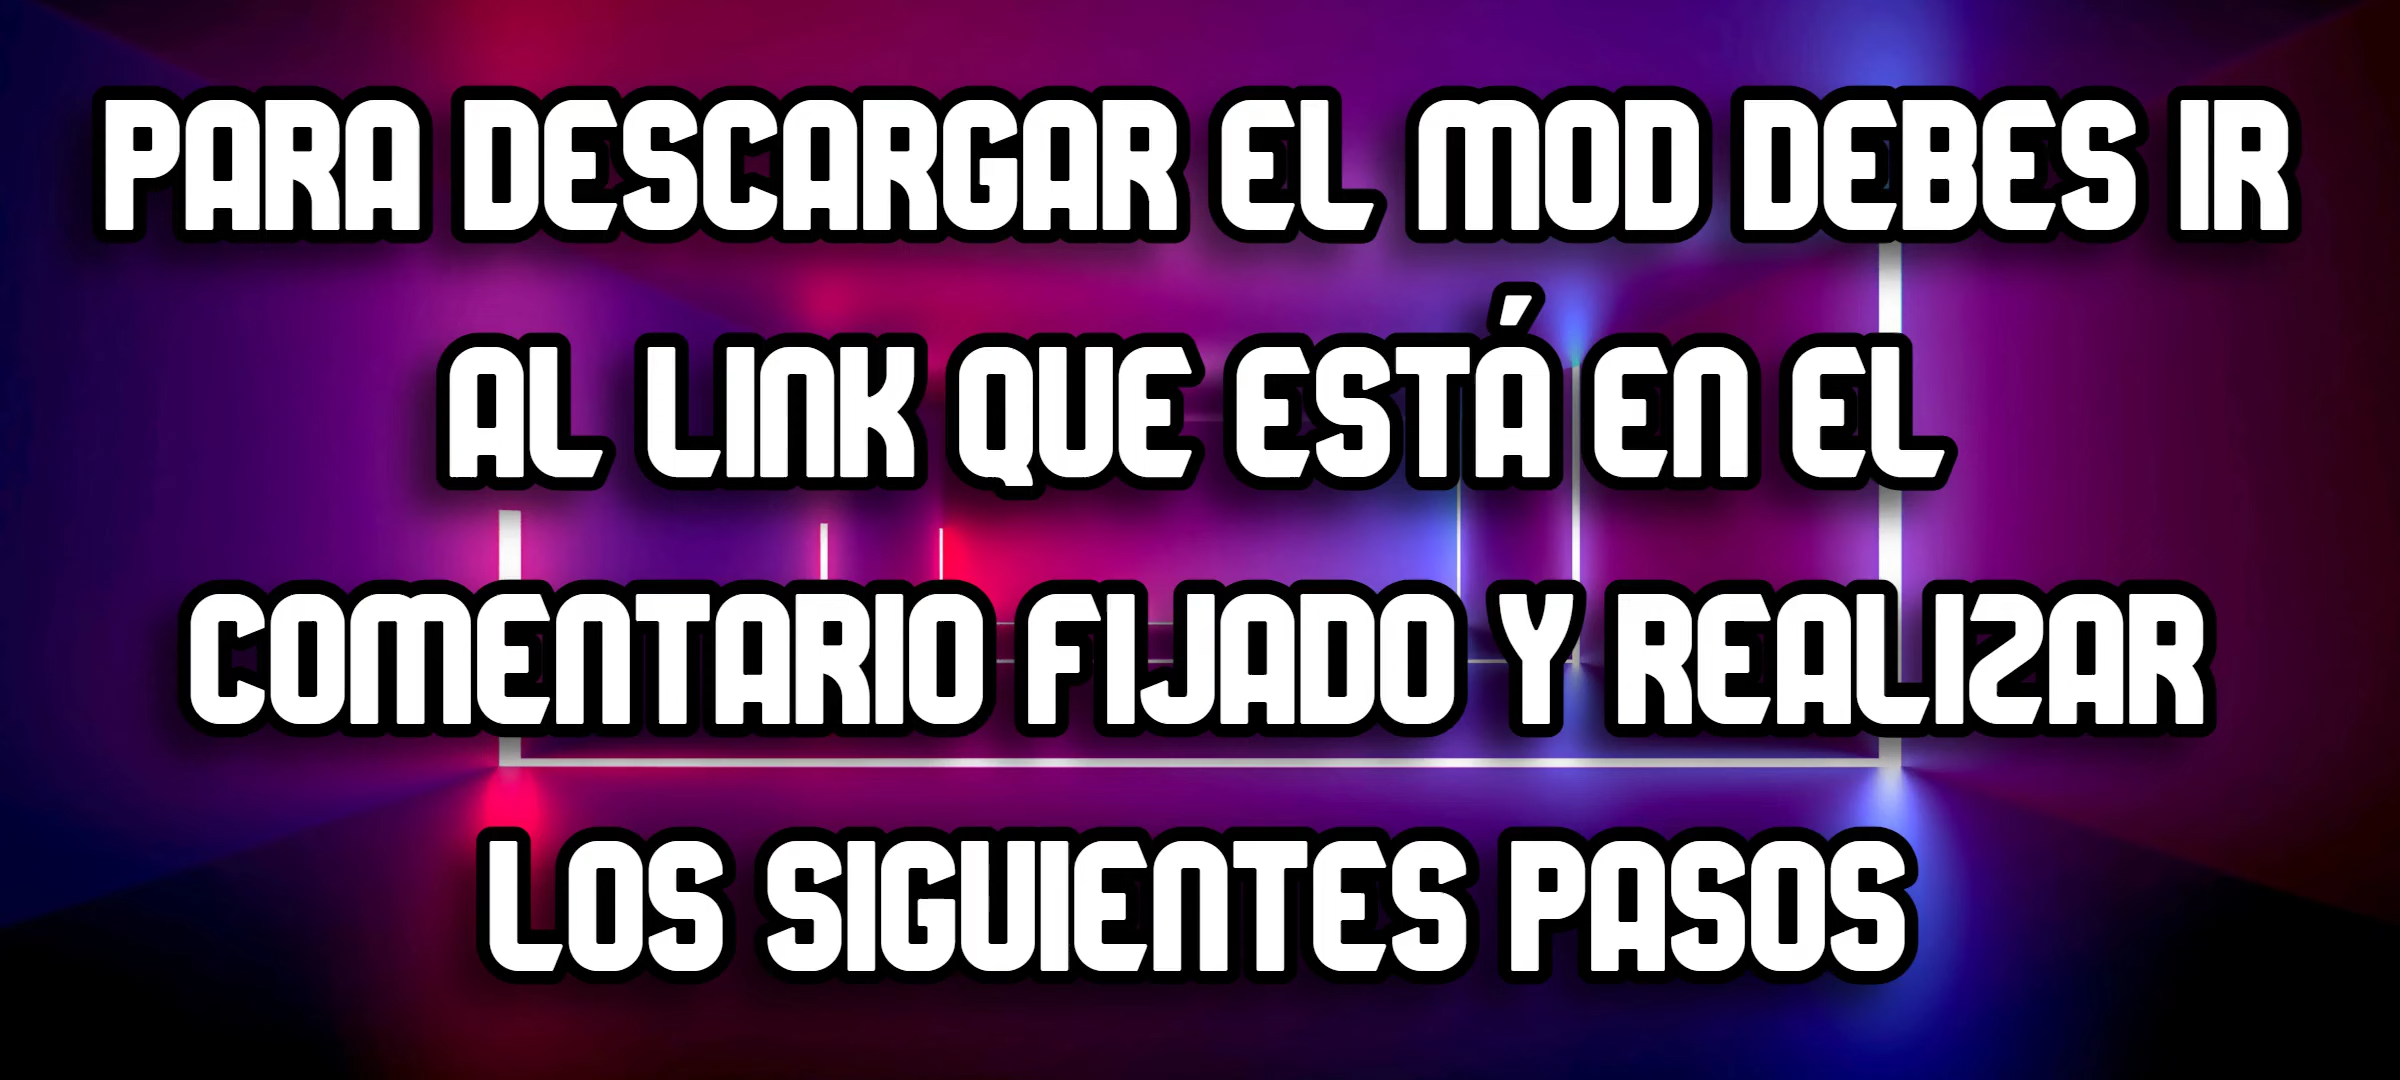 PARA DESCARGAR EL MOD DEBES IR
AL LINK QUE ESTÁ EN EL
COMENTARIO FIJADO Y REALIZAR
LOS SIGUIENTES PASOS